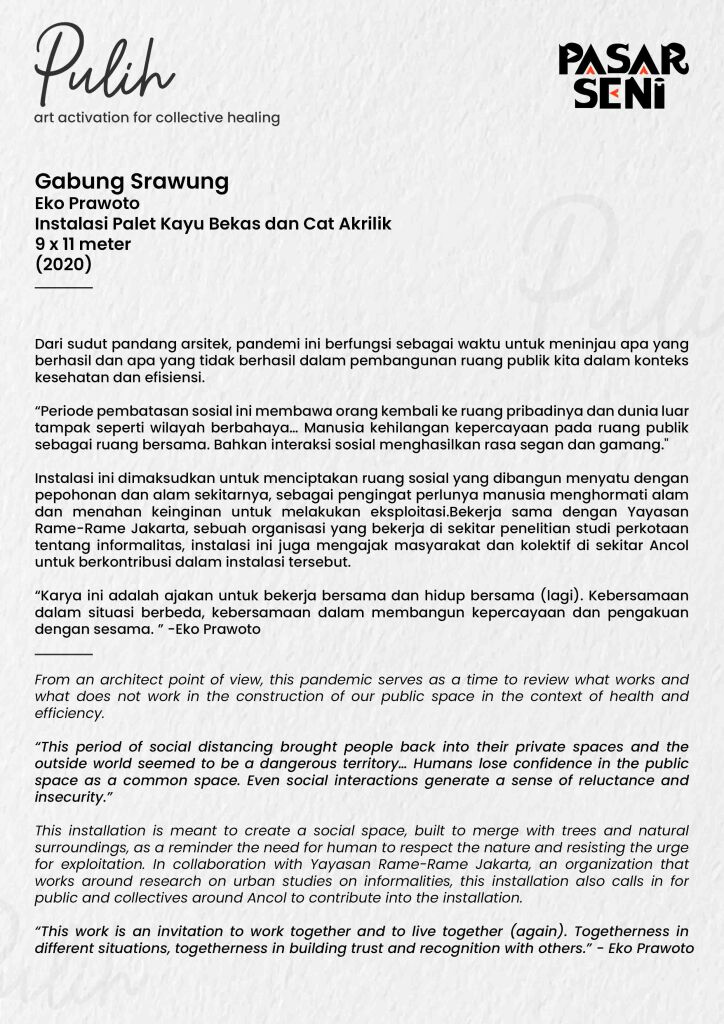 Pulih
art activation for collective healing
PASAR
SENI
Gabung Srawung
Eko Prawoto
Instalasi Palet Kayu Bekas dan Cat Akrilik
9 x 11 meter
(2020)
Puli
Dari sudut pandang arsitek, pandemi ini berfungsi sebagai waktu untuk meninjau apa yang
berhasil dan apa yang tidak berhasil dalam pembangunan ruang publik kita dalam konteks
kesehatan dan efisiensi.
“Periode pembatasan sosial ini membawa orang kembali ke ruang pribadinya dan dunia luar
tampak seperti wilayah berbahaya... Manusia kehilangan kepercayaan pada ruang publik
sebagai ruang bersama. Bahkan interaksi sosial menghasilkan rasa segan dan gamang."
Instalasi ini dimaksudkan untuk menciptakan ruang sosial yang dibangun menyatu dengan
pepohonan dan alam sekitarnya, sebagai pengingat perlunya manusia menghormati alam
dan menahan keinginan untuk melakukan eksploitasi.Bekerja sama dengan Yayasan
Rame-Rame Jakarta, sebuah organisasi yang bekerja di sekitar penelitian studi perkotaan
tentang informalitas, instalasi ini juga mengajak masyarakat dan kolektif di sekitar Ancol
untuk berkontribusi dalam instalasi tersebut.
“Karya ini adalah ajakan untuk bekerja bersama dan hidup bersama (lagi). Kebersamaan
dalam situasi berbeda, kebersamaan dalam membangun kepercayaan dan pengakuan
dengan sesama. ” -Eko Prawoto
From an architect point of view, this pandemic serves as a time to review what works and
what does not work in the construction of our public space in the context of health and
efficiency.
“This period of social distancing brought people back into their private spaces and the
outside world seemed to be a dangerous territory... Humans lose confidence in the public
space as a common space. Even social interactions generate a sense of reluctance and
insecurity.”
This installation is meant to create a social space, built to merge with trees and natural
surroundings, as a reminder the need for human to respect the nature and resisting the urge
for exploitation. In collaboration with Yayasan Rame-Rame Jakarta, an organization that
works around research on urban studies on informalities, this installation also calls in for
public and collectives around Ancol to contribute into the installation.
“This work is an invitation to work together and to live together (again). Togetherness in
different situations, togetherness in building trust and recognition with others.” - Eko Prawoto
Pulih